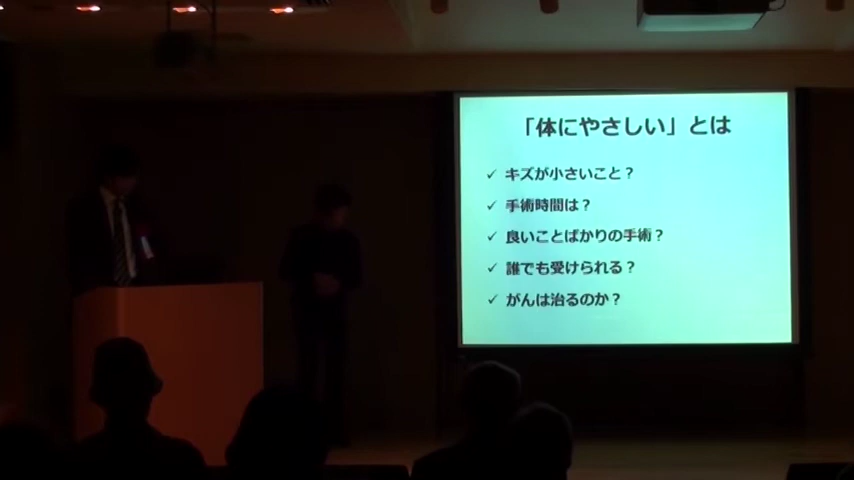 「体にやさしい」とは
✓ キズが小さいこと？
✓ 手術時間は？
✓ 良いことばかりの手術？
✓ 誰でも受けられる？
✓ がんは治るのか？